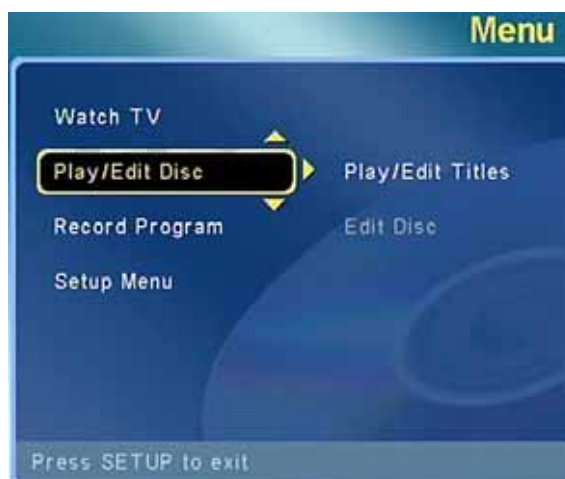 Menu
Watch TV
Play/Edit Disc
Play/Edit Titles
Record Program
Edit Disc
Setup Menu
Press SETUP to exit